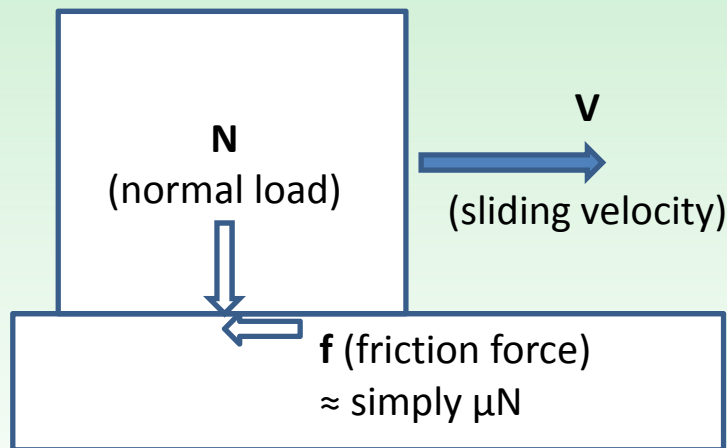 N
(normal load)
V
(sliding velocity)
f (friction force)
≈ simply μN